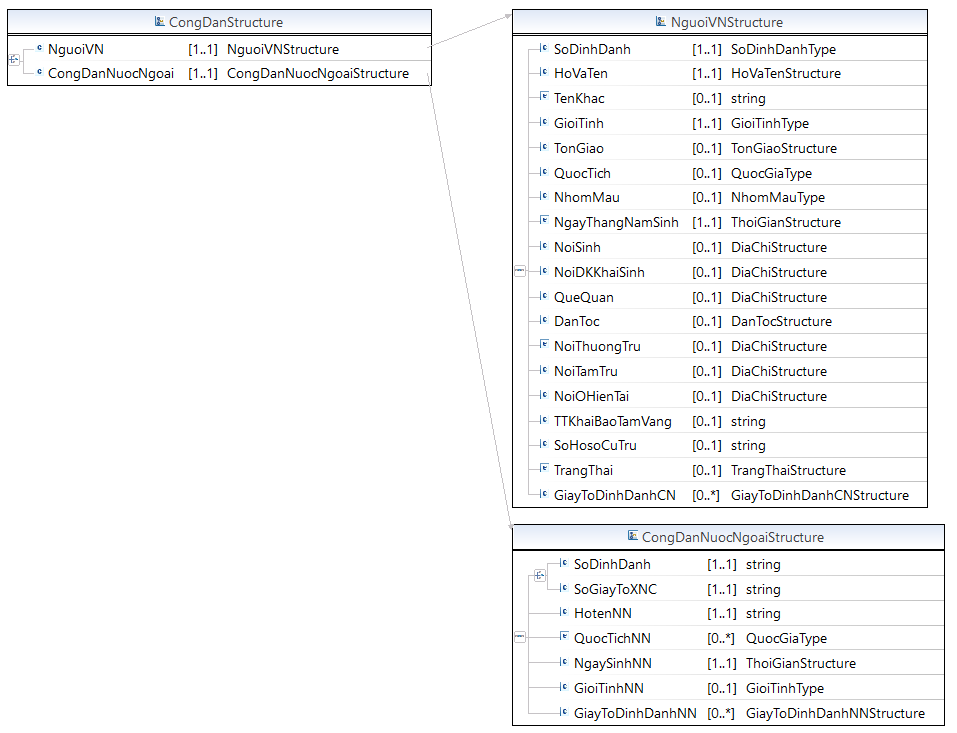 CongDanStructure
NguoiVN [1..1] NguoiVNStructure
CongDanNuocNgoai [1..1] CongDanNuocNgoaiStructure
NguoiVNStructure
SoDinhDanh [1..1] SoDinhDanhType
HoVaTen [1..1] HoVaTenStructure
TenKhac [0..1] string
GioiTinh [1..1] GioiTinhType
TonGiao [0..1] TonGiaoStructure
QuocTich [0..1] QuocGiaType
NhomMau [0..1] NhomMauType
NgayThangNamSinh [1..1] ThoiGianStructure
NoiSinh [0..1] DiaChiStructure
NoiDKKhaiSinh [0..1] DiaChiStructure
QueQuan [0..1] DiaChiStructure
DanToc [0..1] DanTocStructure
NoiThuongTru [0..1] DiaChiStructure
NoiTamTru [0..1] DiaChiStructure
NoiOHienTai [0..1] DiaChiStructure
TTKhaiBaoTamVang [0..1] string
SoHosoCuTru [0..1] string
TrangThai [0..1] TrangThaiStructure
GiayToDinhDanhCN [0..*] GiayToDinhDanhCNStructure
CongDanNuocNgoaiStructure
SoDinhDanh [1..1] string
SoGiayToXNC [1..1] string
HotenNN [1..1] string
QuocTichNN [0..*] QuocGiaType
NgaySinhNN [1..1] ThoiGianStructure
GioiTinhNN [0..1] GioiTinhType
GiayToDinhDanhNN [0..*] GiayToDinhDanhNNStructure